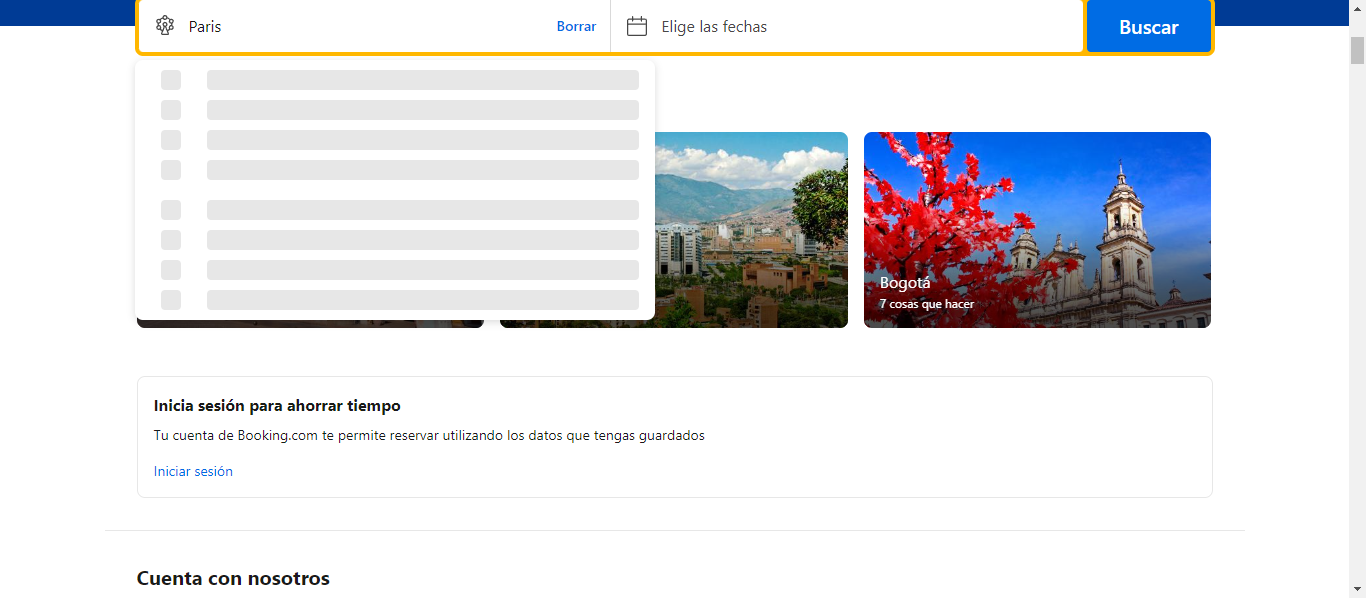 Paris
Borrar
Elige las fechas
Buscar
Bogotá
7 cosas que hacer
Inicia sesión para ahorrar tiempo
Tu cuenta de Booking.com te permite reservar utilizando los datos que tengas guardados
Iniciar sesión
Cuenta con nosotros